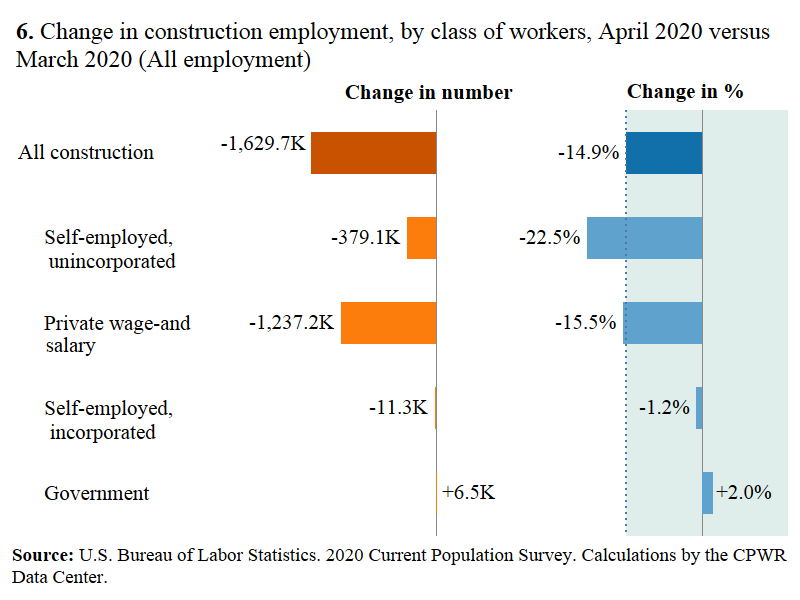 6. Change in construction employment, by class of workers, April 2020 versus
March 2020 (All employment)
Change in number
Change in %
All construction
-1,629.7K
-14.9%
Self-employed,
unincorporated
-379.1K
-22.5%
Private wage-and
salary
-1,237.2K
-15.5%
Self-employed,
incorporated
-11.3K
-1.2%
Government
+6.5K
+2.0%
Source: U.S. Bureau of Labor Statistics. 2020 Current Population Survey. Calculations by the CPWR
Data Center.